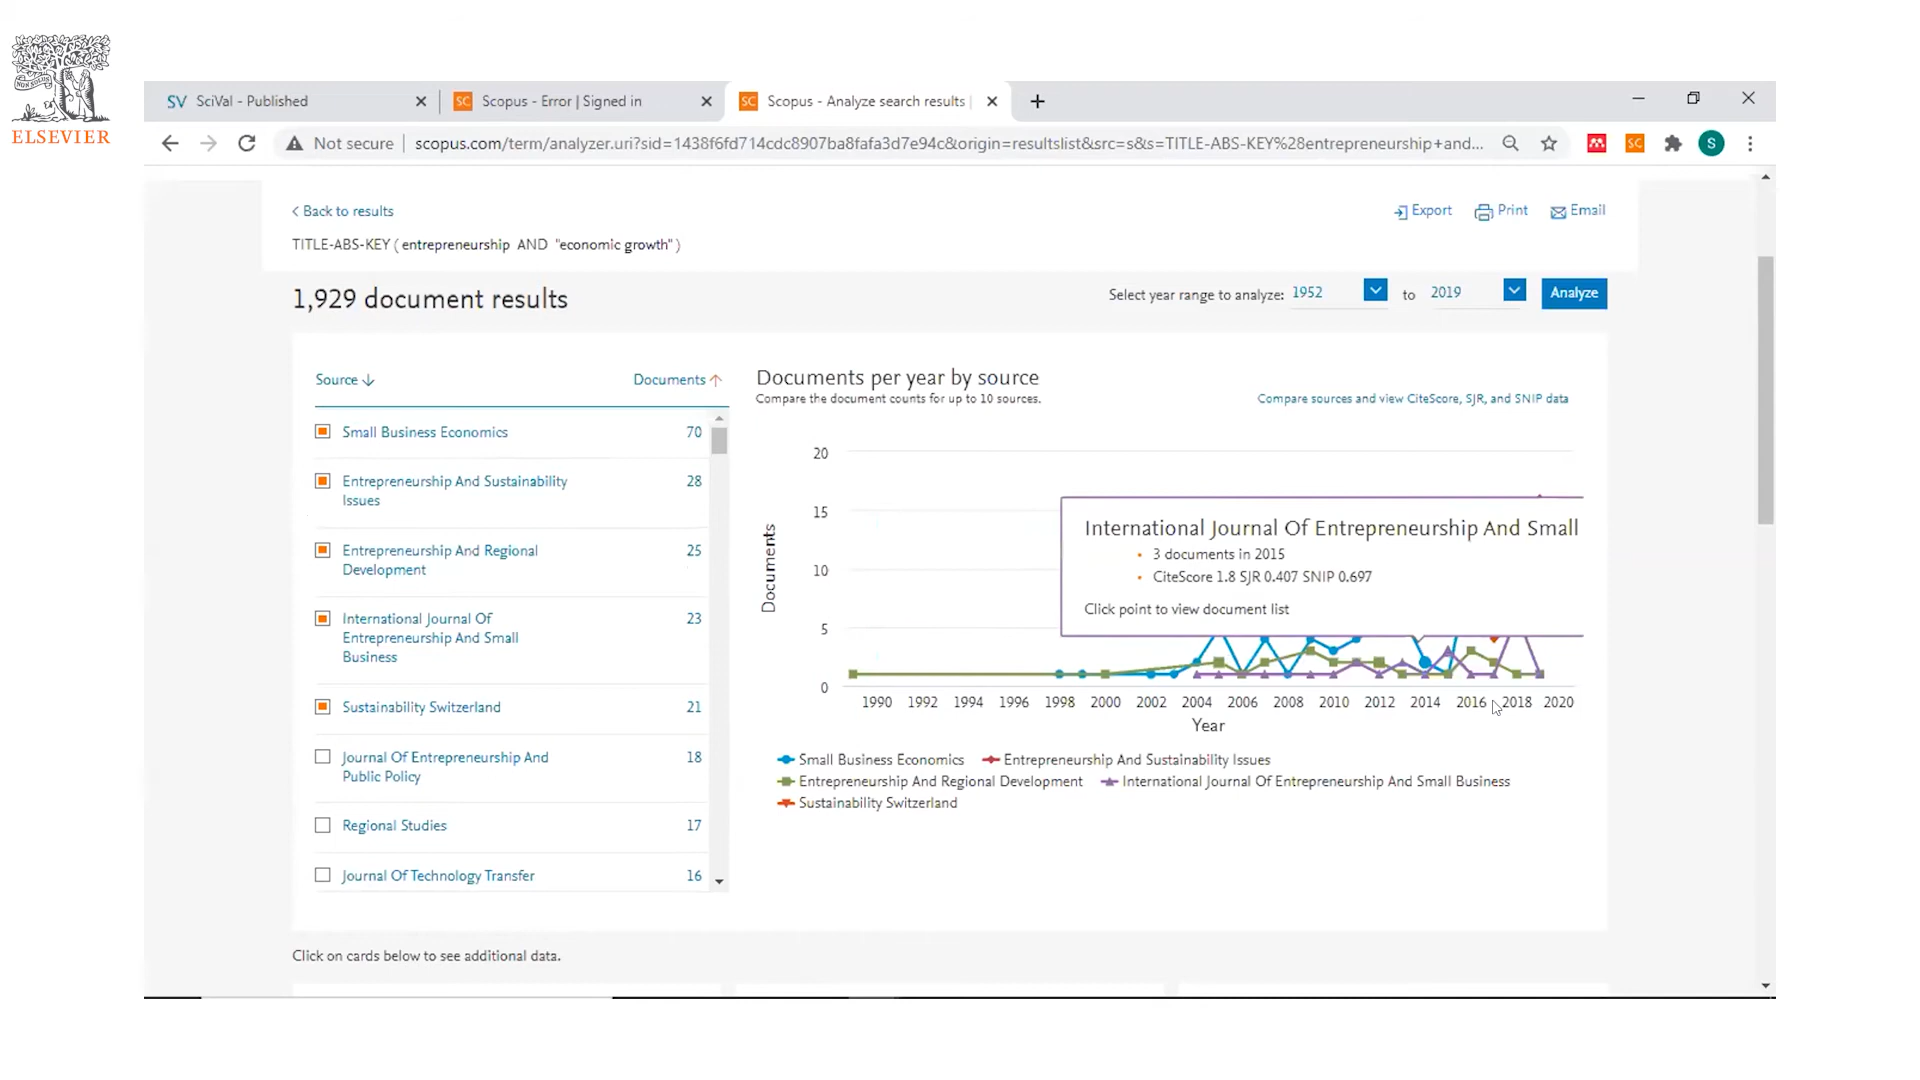 NON SOLUS
ELSEVIER
SV SciVal - Published
SC Scopus - Error | Signed in
SC Scopus - Analyze search results |
Not secure | scopus.com/term/analyzer.uri?sid=1438f6fd714cdc8907ba8fafa3d7e94c&origin=resultslist&src=s&s=TITLE-ABS-KEY%28entrepreneurship+and...
SC
S
< Back to results
Export Print Email
TITLE-ABS-KEY ( entrepreneurship AND "economic growth" )
1,929 document results
Select year range to analyze: 1952 to 2019 Analyze
Source Documents
Small Business Economics 70
Entrepreneurship And Sustainability
Issues
28
Entrepreneurship And Regional
Development
25
International Journal Of
Entrepreneurship And Small
Business
23
Sustainability Switzerland 21
Journal Of Entrepreneurship And
Public Policy
18
Regional Studies 17
Journal Of Technology Transfer 16
Documents per year by source
Compare the document counts for up to 10 sources.
Compare sources and view CiteScore, SJR, and SNIP data
Documents
20
15
10
5
0
International Journal Of Entrepreneurship And Small
• 3 documents in 2015
• CiteScore 1.8 SJR 0.407 SNIP 0.697
Click point to view document list
1990 1992 1994 1996 1998 2000 2002 2004 2006 2008 2010 2012 2014 2016 2018 2020
Year
Small Business Economics Entrepreneurship And Sustainability Issues
Entrepreneurship And Regional Development International Journal Of Entrepreneurship And Small Business
Sustainability Switzerland
Click on cards below to see additional data.